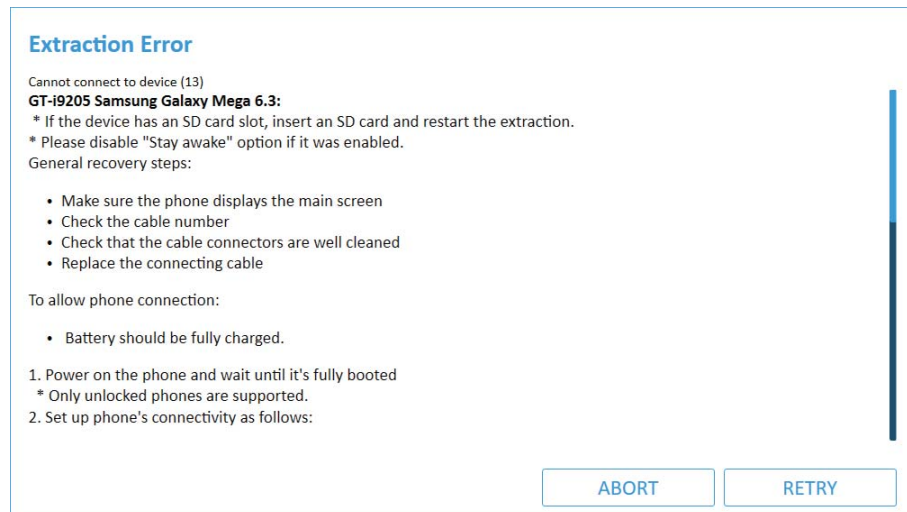 Extraction Error
Cannot connect to device (13)
GT-i9205 Samsung Galaxy Mega 6.3:
* If the device has an SD card slot, insert an SD card and restart the extraction.
* Please disable "Stay awake" option if it was enabled.
General recovery steps:
• Make sure the phone displays the main screen
• Check the cable number
• Check that the cable connectors are well cleaned
• Replace the connecting cable
To allow phone connection:
• Battery should be fully charged.
1. Power on the phone and wait until it's fully booted
* Only unlocked phones are supported.
2. Set up phone's connectivity as follows:
ABORT
RETRY